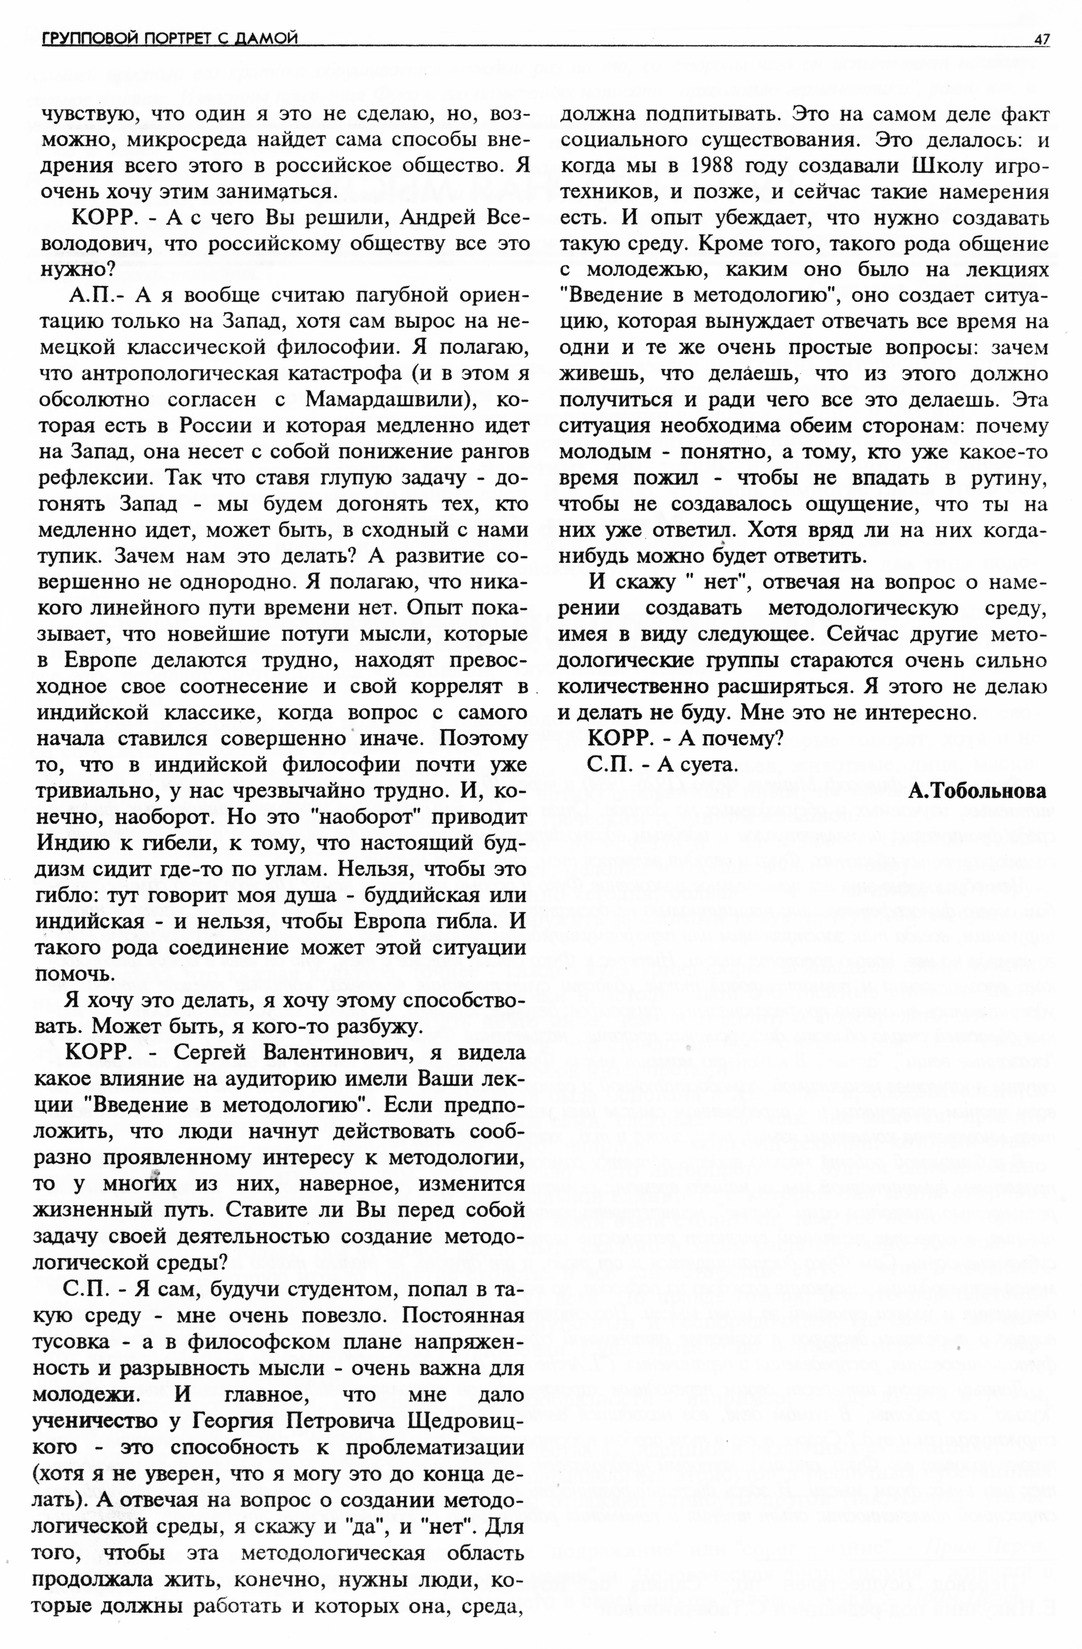 ГРУППОВОЙ ПОРТРЕТ С ДАМОЙ 47
чувствую, что один я это не сделаю, но, воз-
можно, микросреда найдет сама способы вне-
дрения всего этого в российское общество. Я
очень хочу этим заниматься.
КОРР. - А с чего Вы решили, Андрей Все-
володович, что российскому обществу все это
нужно?
А.П.- А я вообще считаю пагубной ориен-
тацию только на Запад, хотя сам вырос на не-
мецкой классической философии. Я полагаю,
что антропологическая катастрофа (и в этом я
обсолютно согласен с Мамардашвили), ко-
торая есть в России и которая медленно идет
на Запад, она несет с собой понижение рангов
рефлексии. Так что ставя глупую задачу - до-
гонять Запад - мы будем догонять тех, кто
медленно идет, может быть, в сходный с нами
тупик. Зачем нам это делать? А развитие со-
вершенно не однородно. Я полагаю, что ника-
кого линейного пути времени нет. Опыт пока-
зывает, что новейшие потуги мысли, которые
в Европе делаются трудно, находят превос-
ходное свое соотнесение и свой коррелят в
индийской классике, когда вопрос с самого
начала ставился совершенно иначе. Поэтому
то, что в индийской философии почти уже
тривиально, у нас чрезвычайно трудно. И, ко-
нечно, наоборот. Но это "наоборот" приводит
Индию к гибели, к тому, что настоящий буд-
дизм сидит где-то по углам. Нельзя, чтобы это
гибло: тут говорит моя душа - буддийская или
индийская - и нельзя, чтобы Европа гибла. И
такого рода соединение может этой ситуации
помочь.
Я хочу это делать, я хочу этому способство-
вать. Может быть, я кого-то разбужу.
КОРР. - Сергей Валентинович, я видела
какое влияние на аудиторию имели Ваши лек-
ции "Введение в методологию". Если предпо-
ложить, что люди начнут действовать сооб-
разно проявленному интересу к методологии,
то у многих из них, наверное, изменится
жизненный путь. Ставите ли Вы перед собой
задачу своей деятельностью создание методо-
логической среды?
С.П. - Я сам, будучи студентом, попал в та-
кую среду - мне очень повезло. Постоянная
тусовка - а в философском плане напряжен-
ность и разрывность мысли - очень важна для
молодежи. И главное, что мне дало
ученичество у Георгия Петровича Щедровиц-
кого - это способность к проблематизации
(хотя я не уверен, что я могу это до конца де-
лать). А отвечая на вопрос о создании методо-
логической среды, я скажу и "да", и "нет". Для
того, чтобы эта методологическая область
продолжала жить, конечно, нужны люди, ко-
торые должны работать и которых она, среда,
должна подпитывать. Это на самом деле факт
социального существования. Это делалось: и
когда мы в 1988 году создавали Школу игро-
техников, и позже, и сейчас такие намерения
есть. И опыт убеждает, что нужно создавать
такую среду. Кроме того, такого рода общение
с молодежью, каким оно было на лекциях
"Введение в методологию", оно создает ситуа-
цию, которая вынуждает отвечать все время на
одни и те же очень простые вопросы: зачем
живешь, что делаешь, что из этого должно
получиться и ради чего все это делаешь. Эта
ситуация необходима обеим сторонам: почему
молодым - понятно, а тому, кто уже какое-то
время пожил - чтобы не впадать в рутину,
чтобы не создавалось ощущение, что ты на
них уже ответил. Хотя вряд ли на них когда-
нибудь можно будет ответить.
И скажу " нет", отвечая на вопрос о наме-
рении создавать методологическую среду,
имея в виду следующее. Сейчас другие мето-
дологические группы стараются очень сильно
количественно расширяться. Я этого не делаю
и делать не буду. Мне это не интересно.
КОРР. - А почему?
С.П. - А суета.
А.Тобольнова